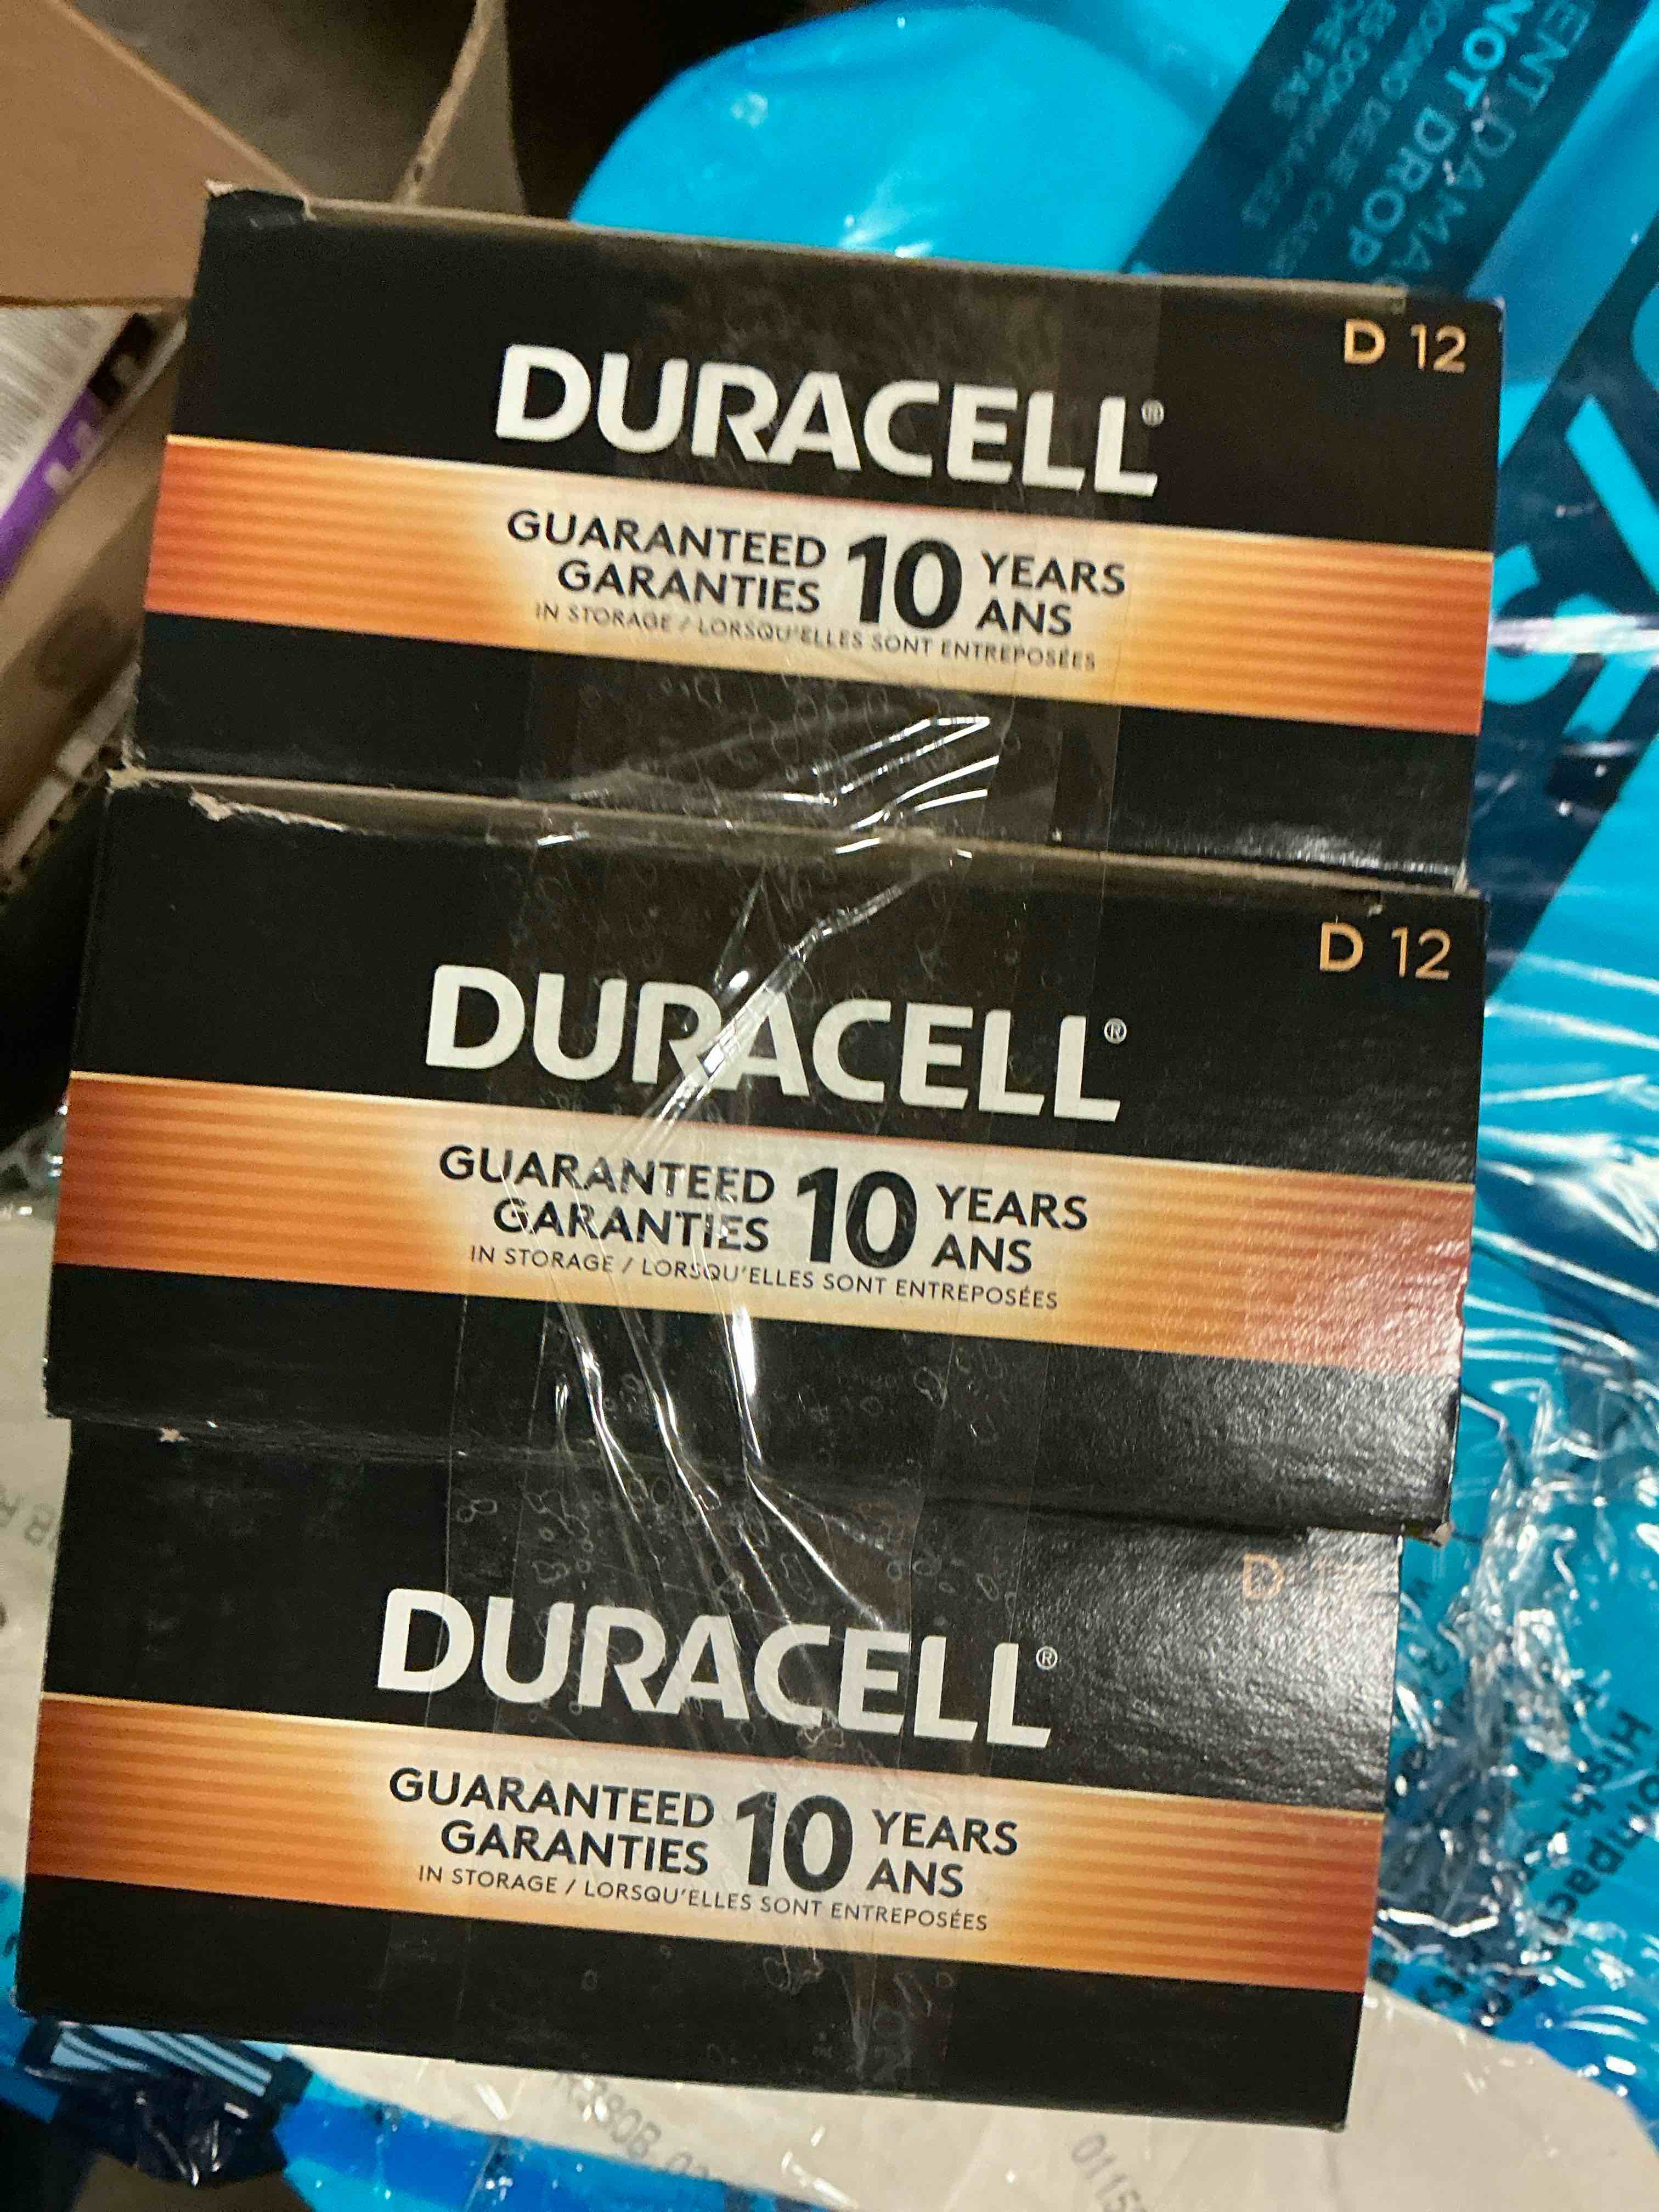 NOT DROP
D 12
DURACELL®
GUARANTEED 10 YEARS
GARANTIES ANS
IN STORAGE / LORSQU'ELLES SONT ENTREPOSÉES
D 12
DURACELL®
GUARANTEED 10 YEARS
GARANTIES ANS
IN STORAGE / LORSQU'ELLES SONT ENTREPOSÉES
D
DURACELL®
GUARANTEED 10 YEARS
GARANTIES ANS
IN STORAGE / LORSQU'ELLES SONT ENTREPOSÉES